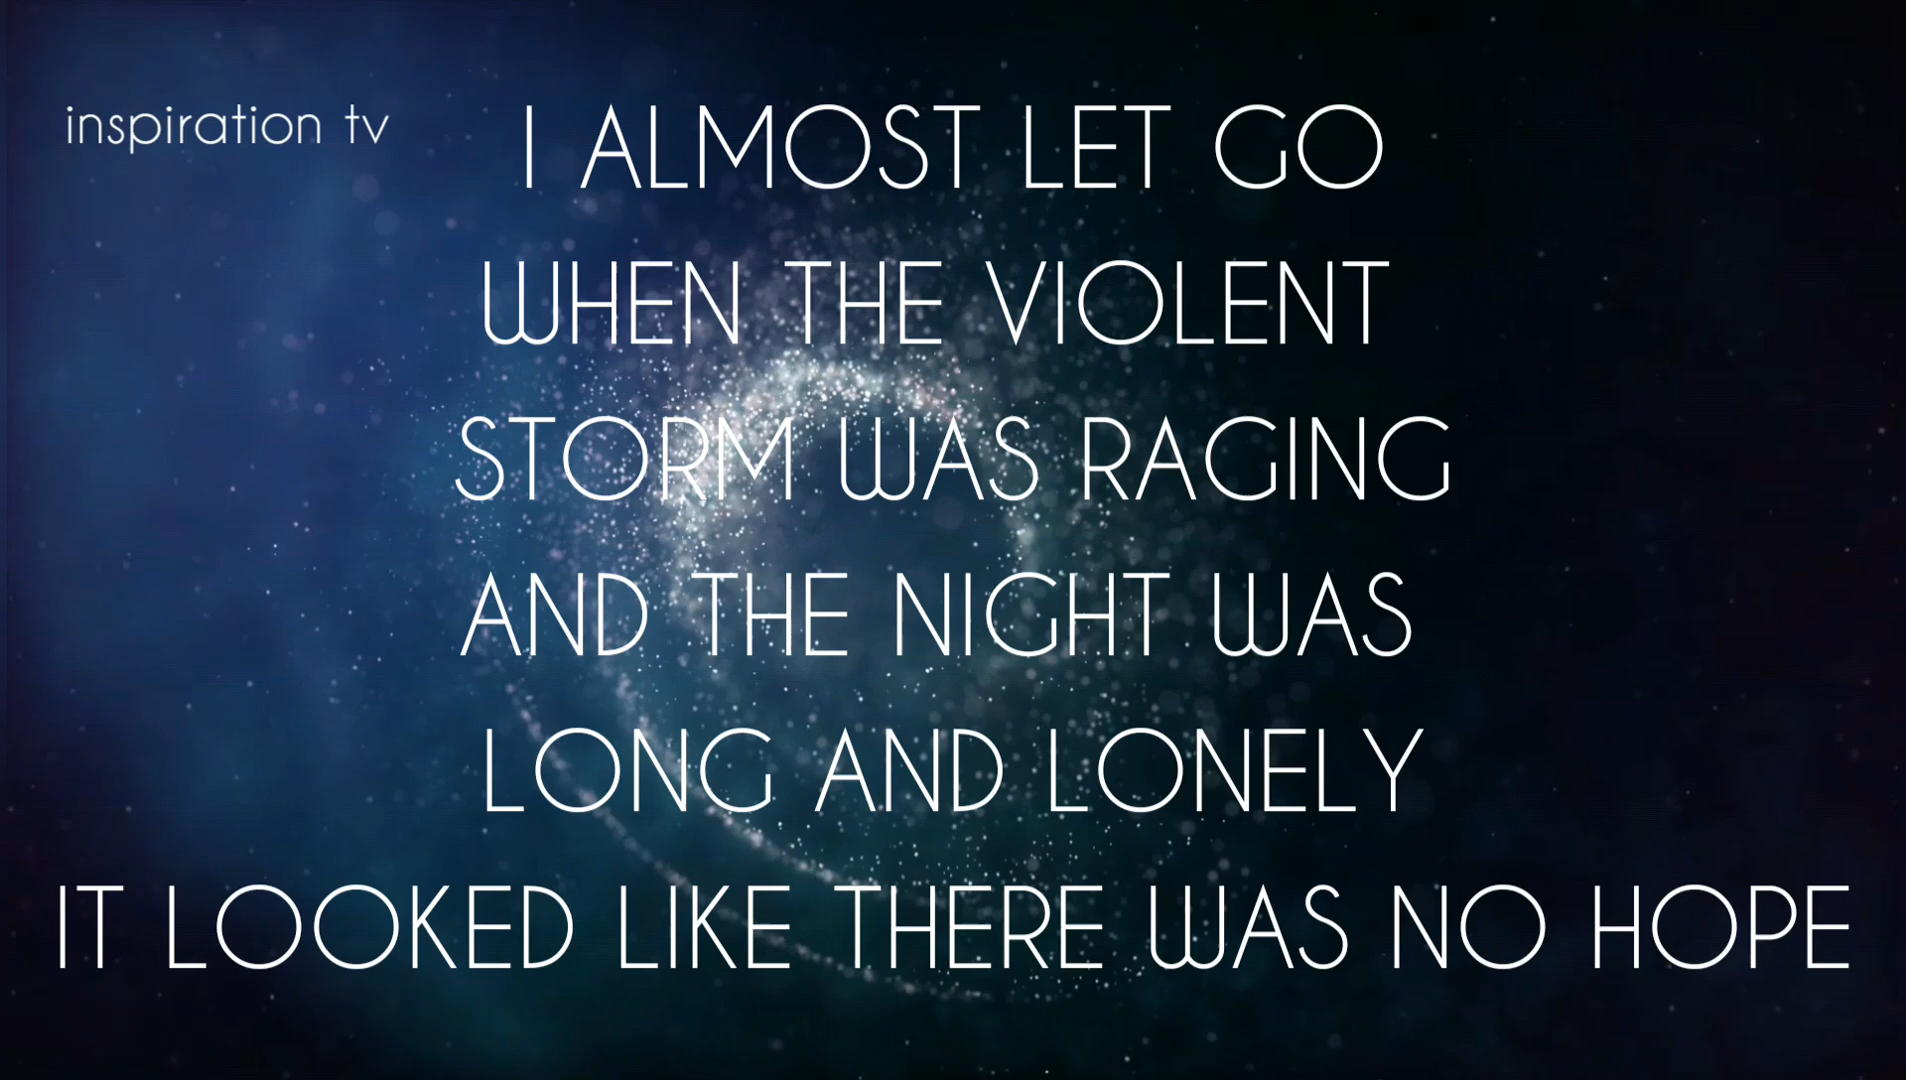 inspiration tv
I ALMOST LET GO
WHEN THE VIOLENT
STORM WAS RAGING
AND THE NIGHT WAS
LONG AND LONELY
IT LOOKED LIKE THERE WAS NO HOPE